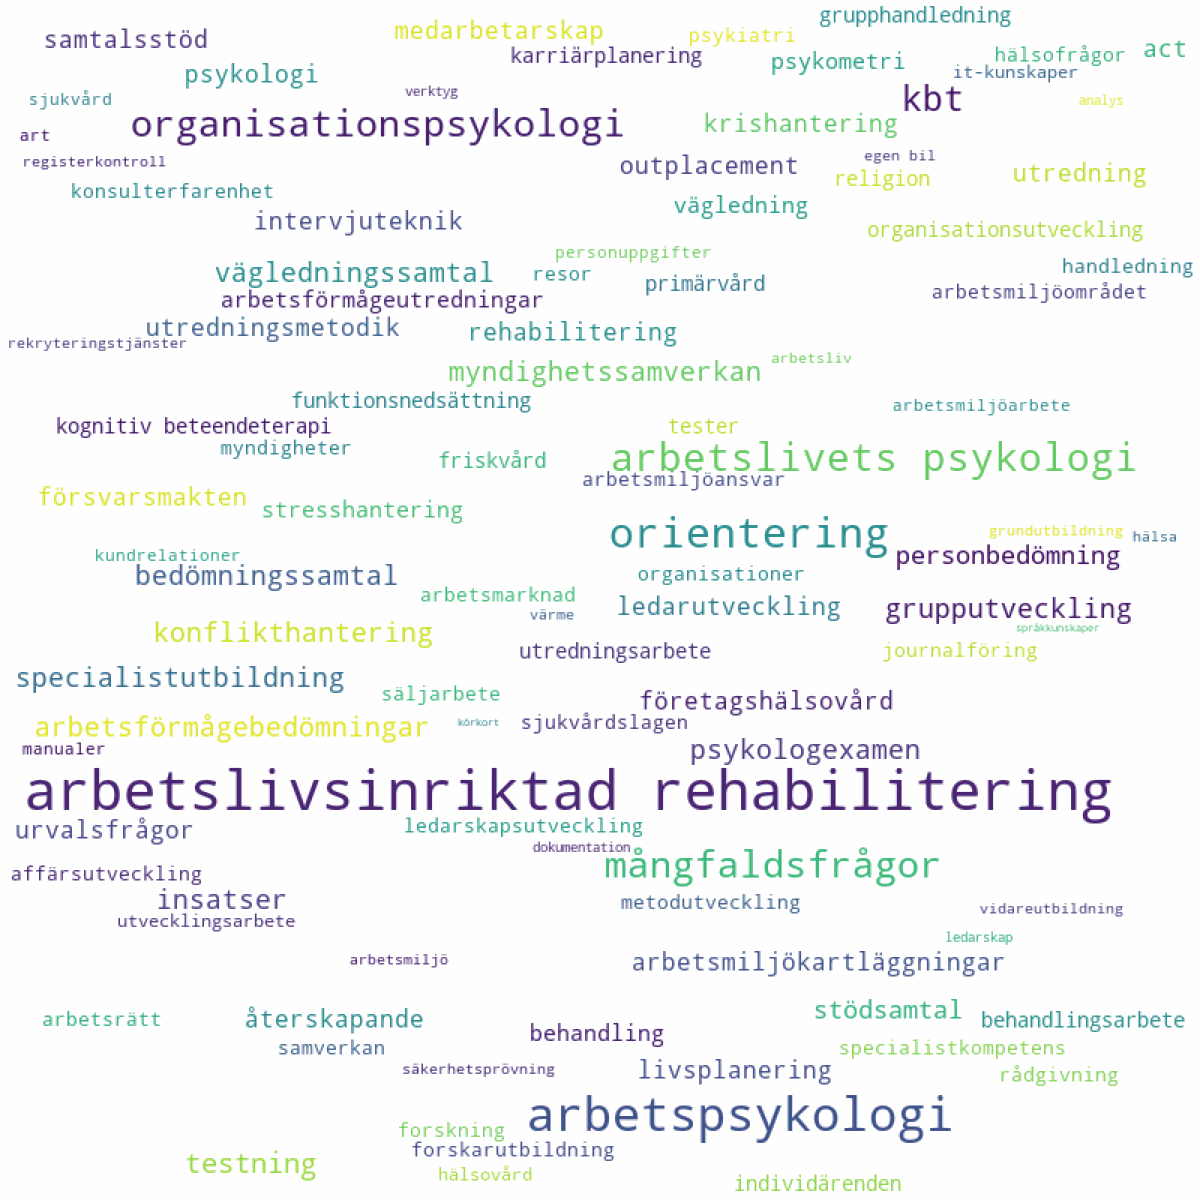 grupphandledning
medarbetarskap
samtalsstöd
psykiatri
act
karriärplanering
hälsofrågor
psykometri
it-kunskaper
psykologi
verktyg
kbt
sjukvård
analys
organisationspsykologi
krishantering
art
egen bil
registerkontroll
outplacement
utredning
religion
konsulterfarenhet
vägledning
intervjuteknik
organisationsutveckling
personuppgifter
handledning
vägledningssamtal
resor
primärvård
arbetsmiljöområdet
arbetsförmågeutredningar
utredningsmetodik
rehabilitering
rekryteringstjänster
arbetsliv
myndighetssamverkan
funktionsnedsättning
arbetsmiljöarbete
kognitiv beteendeterapi
tester
myndigheter
arbetslivets psykologi
friskvård
arbetsmiljöansvar
försvarsmakten
stresshantering
orientering
grundutbildning
hälsa
kundrelationer
personbedömning
bedömningssamtal
organisationer
arbetsmarknad
ledarutveckling
grupputveckling
värme
språkkunskaper
konflikthantering
utredningsarbete
journalföring
specialistutbildning
säljarbete
företagshälsovård
körkort
sjukvårdslagen
arbetsförmågebedömningar
manualer
psykologexamen
arbetslivsinriktad rehabilitering
urvalsfrågor
ledarskapsutveckling
dokumentation
mångfaldsfrågor
affärsutveckling
insatser
metodutveckling
vidareutbildning
utvecklingsarbete
ledarskap
arbetsmiljö
arbetsmiljökartläggningar
stödsamtal
arbetsrätt
återskapande
behandlingsarbete
behandling
samverkan
specialistkompetens
säkerhetsprövning
livsplanering
rådgivning
arbetspsykologi
forskning
forskarutbildning
testning
hälsovård
individärenden